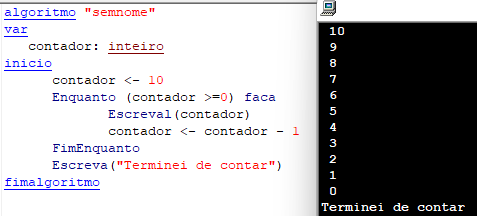 algoritmo "semnome"
var
contador: inteiro
inicio
contador <- 10
Enquanto (contador >=0) faca
Escreval(contador)
contador <- contador - 1
FimEnquanto
Escreva("Terminei de contar")
fimalgoritmo
10
9
8
7
6
5
4
3
2
1
0
Terminei de contar